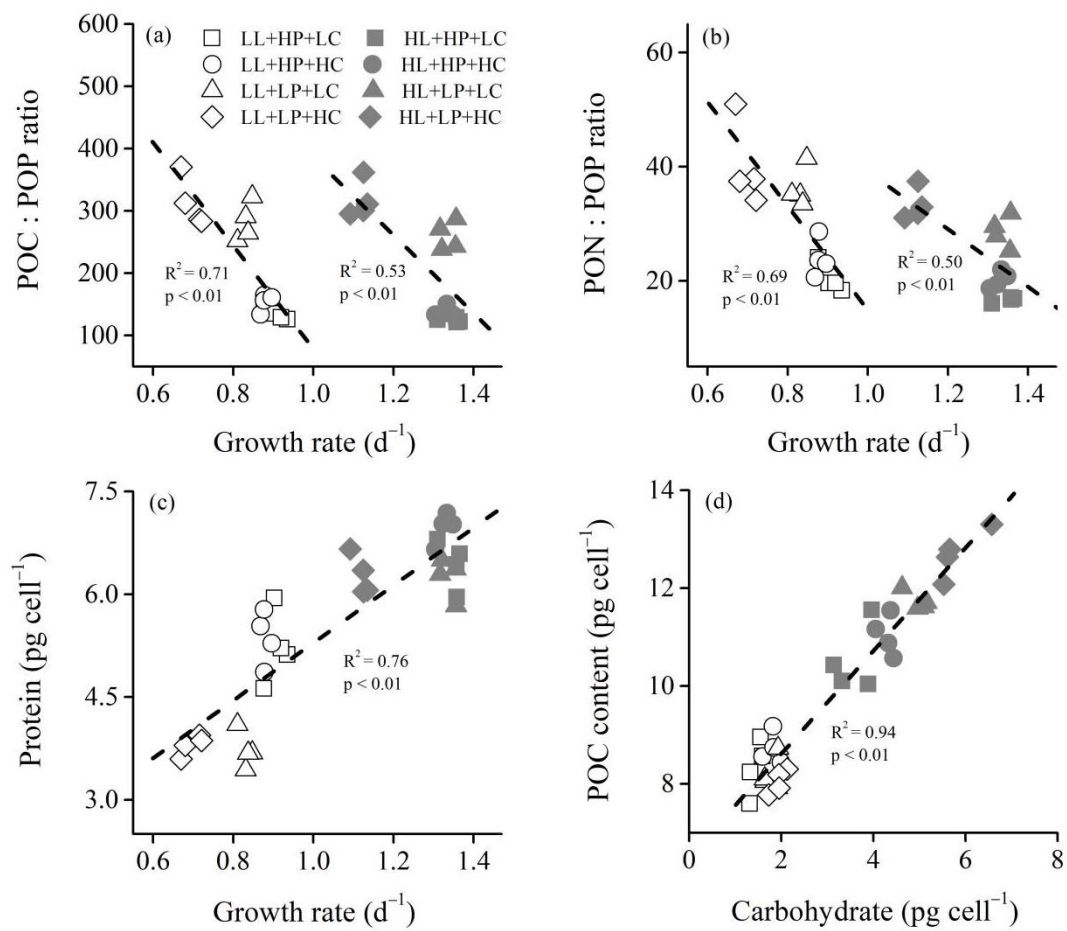 (a)
LL+HP+LC HL+HP+LC
LL+HP+HC HL+HP+HC
LL+LP+LC HL+LP+LC
LL+LP+HC HL+LP+HC
600
500
400
300
200
100
POC : POP ratio
R² = 0.71
p < 0.01
R² = 0.53
p < 0.01
0.6 0.8 1.0 1.2 1.4
Growth rate (d⁻¹)
(b)
60
40
20
PON : POP ratio
R² = 0.69
p < 0.01
R² = 0.50
p < 0.01
0.6 0.8 1.0 1.2 1.4
Growth rate (d⁻¹)
(c)
7.5
6.0
4.5
3.0
Protein (pg cell⁻¹)
R² = 0.76
p < 0.01
0.6 0.8 1.0 1.2 1.4
Growth rate (d⁻¹)
(d)
14
12
10
8
POC content (pg cell⁻¹)
R² = 0.94
p < 0.01
0 2 4 6 8
Carbohydrate (pg cell⁻¹)